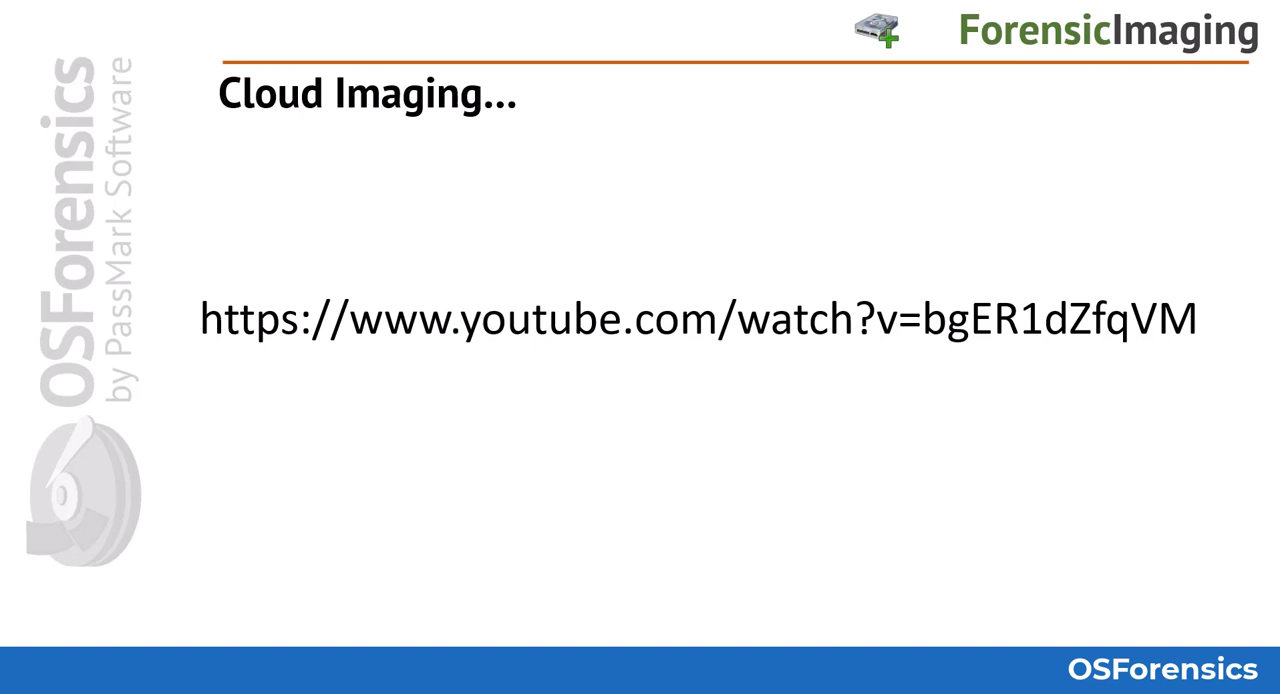 ForensicImaging
Cloud Imaging...
OSForensics
by PassMark Software
https://www.youtube.com/watch?v=bgER1dZfqVM
OSForensics